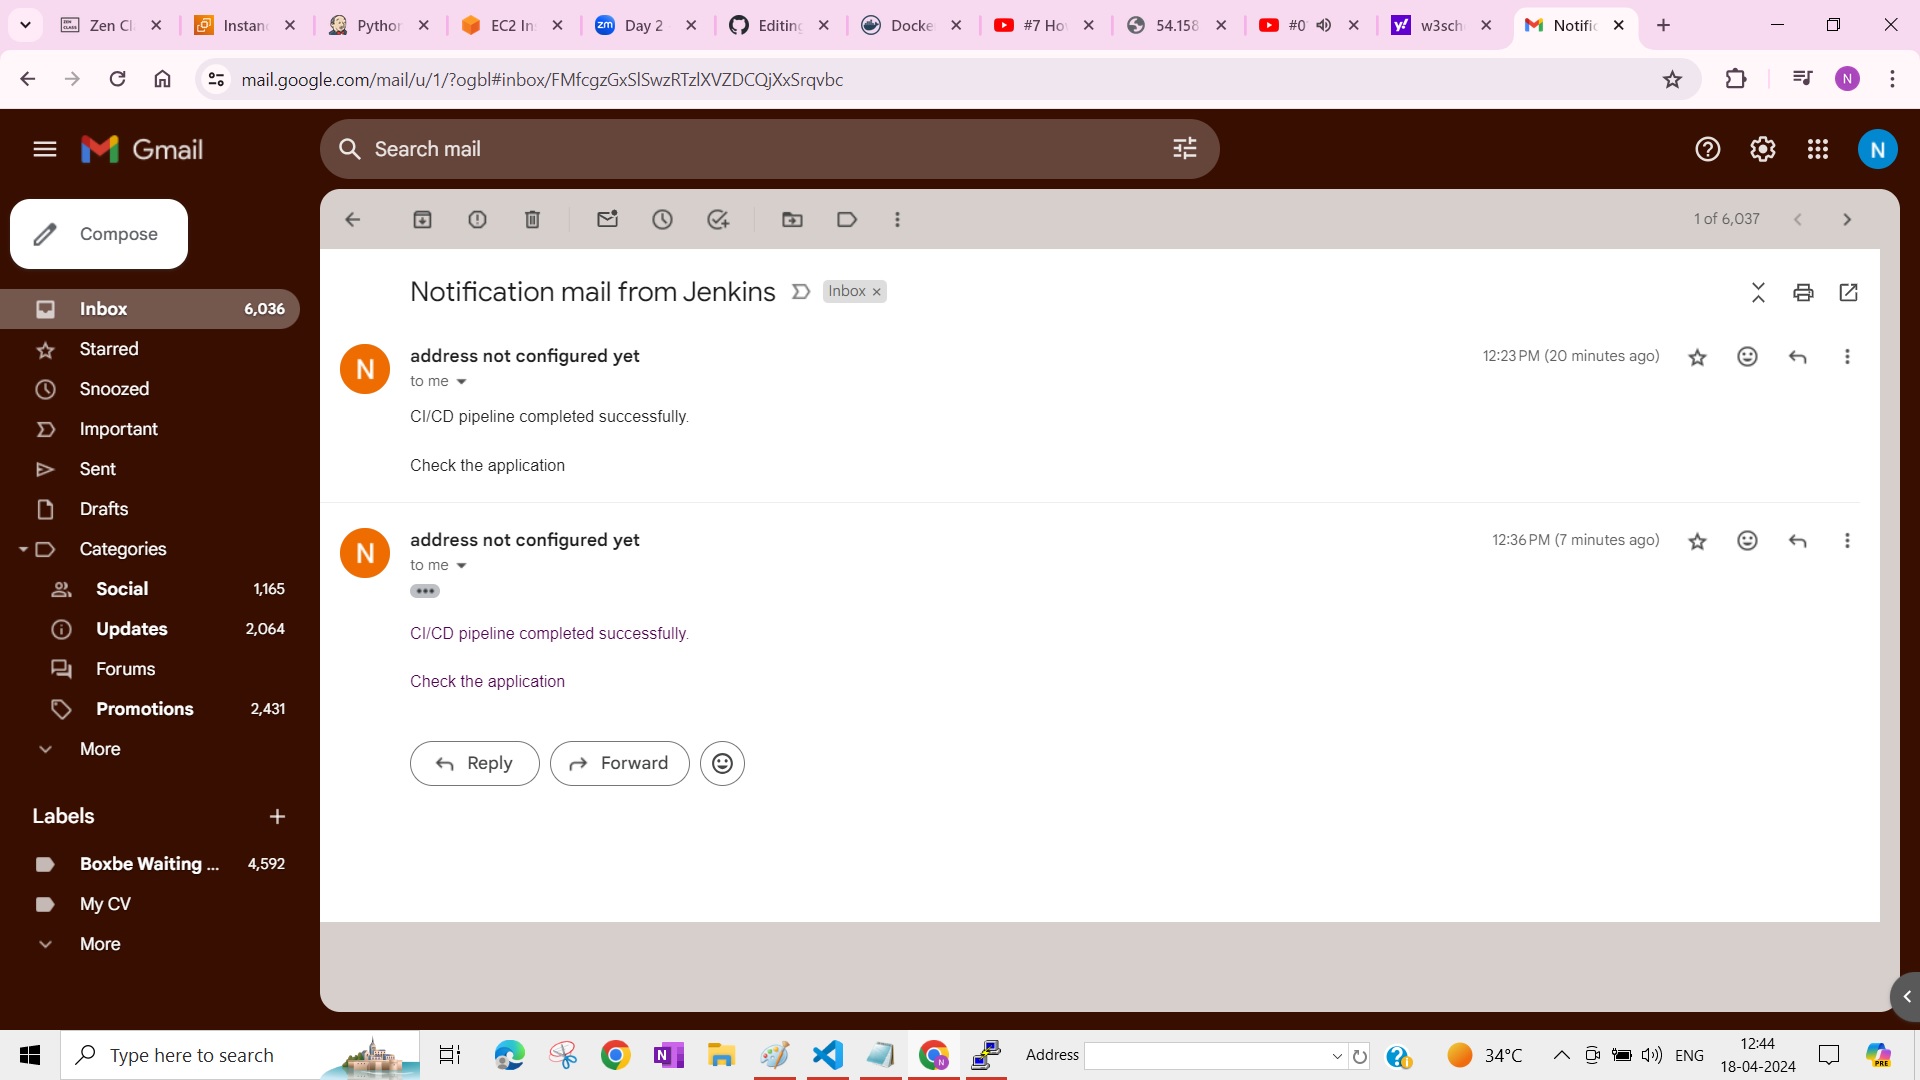 Zen Cl
Instan
Python
EC2 In
Day 2
Editing
Docke
#7 Ho
54.158
#0
w3sch
Notific
mail.google.com/mail/u/1/?ogbl#inbox/FMfcgzGxSlSwzRTzlXVZDCQjXxSrqvbc
N
Gmail
Search mail
N
Compose
1 of 6,037
Inbox 6,036
Starred
Snoozed
Important
Sent
Drafts
Categories
Social 1,165
Updates 2,064
Forums
Promotions 2,431
More
Labels
Boxbe Waiting ... 4,592
My CV
More
Notification mail from Jenkins Inbox ×
N
address not configured yet 12:23 PM (20 minutes ago)
to me
CI/CD pipeline completed successfully.
Check the application
N
address not configured yet 12:36 PM (7 minutes ago)
to me
CI/CD pipeline completed successfully.
Check the application
Reply
Forward
Type here to search
Address
34°C
ENG
12:44
18-04-2024